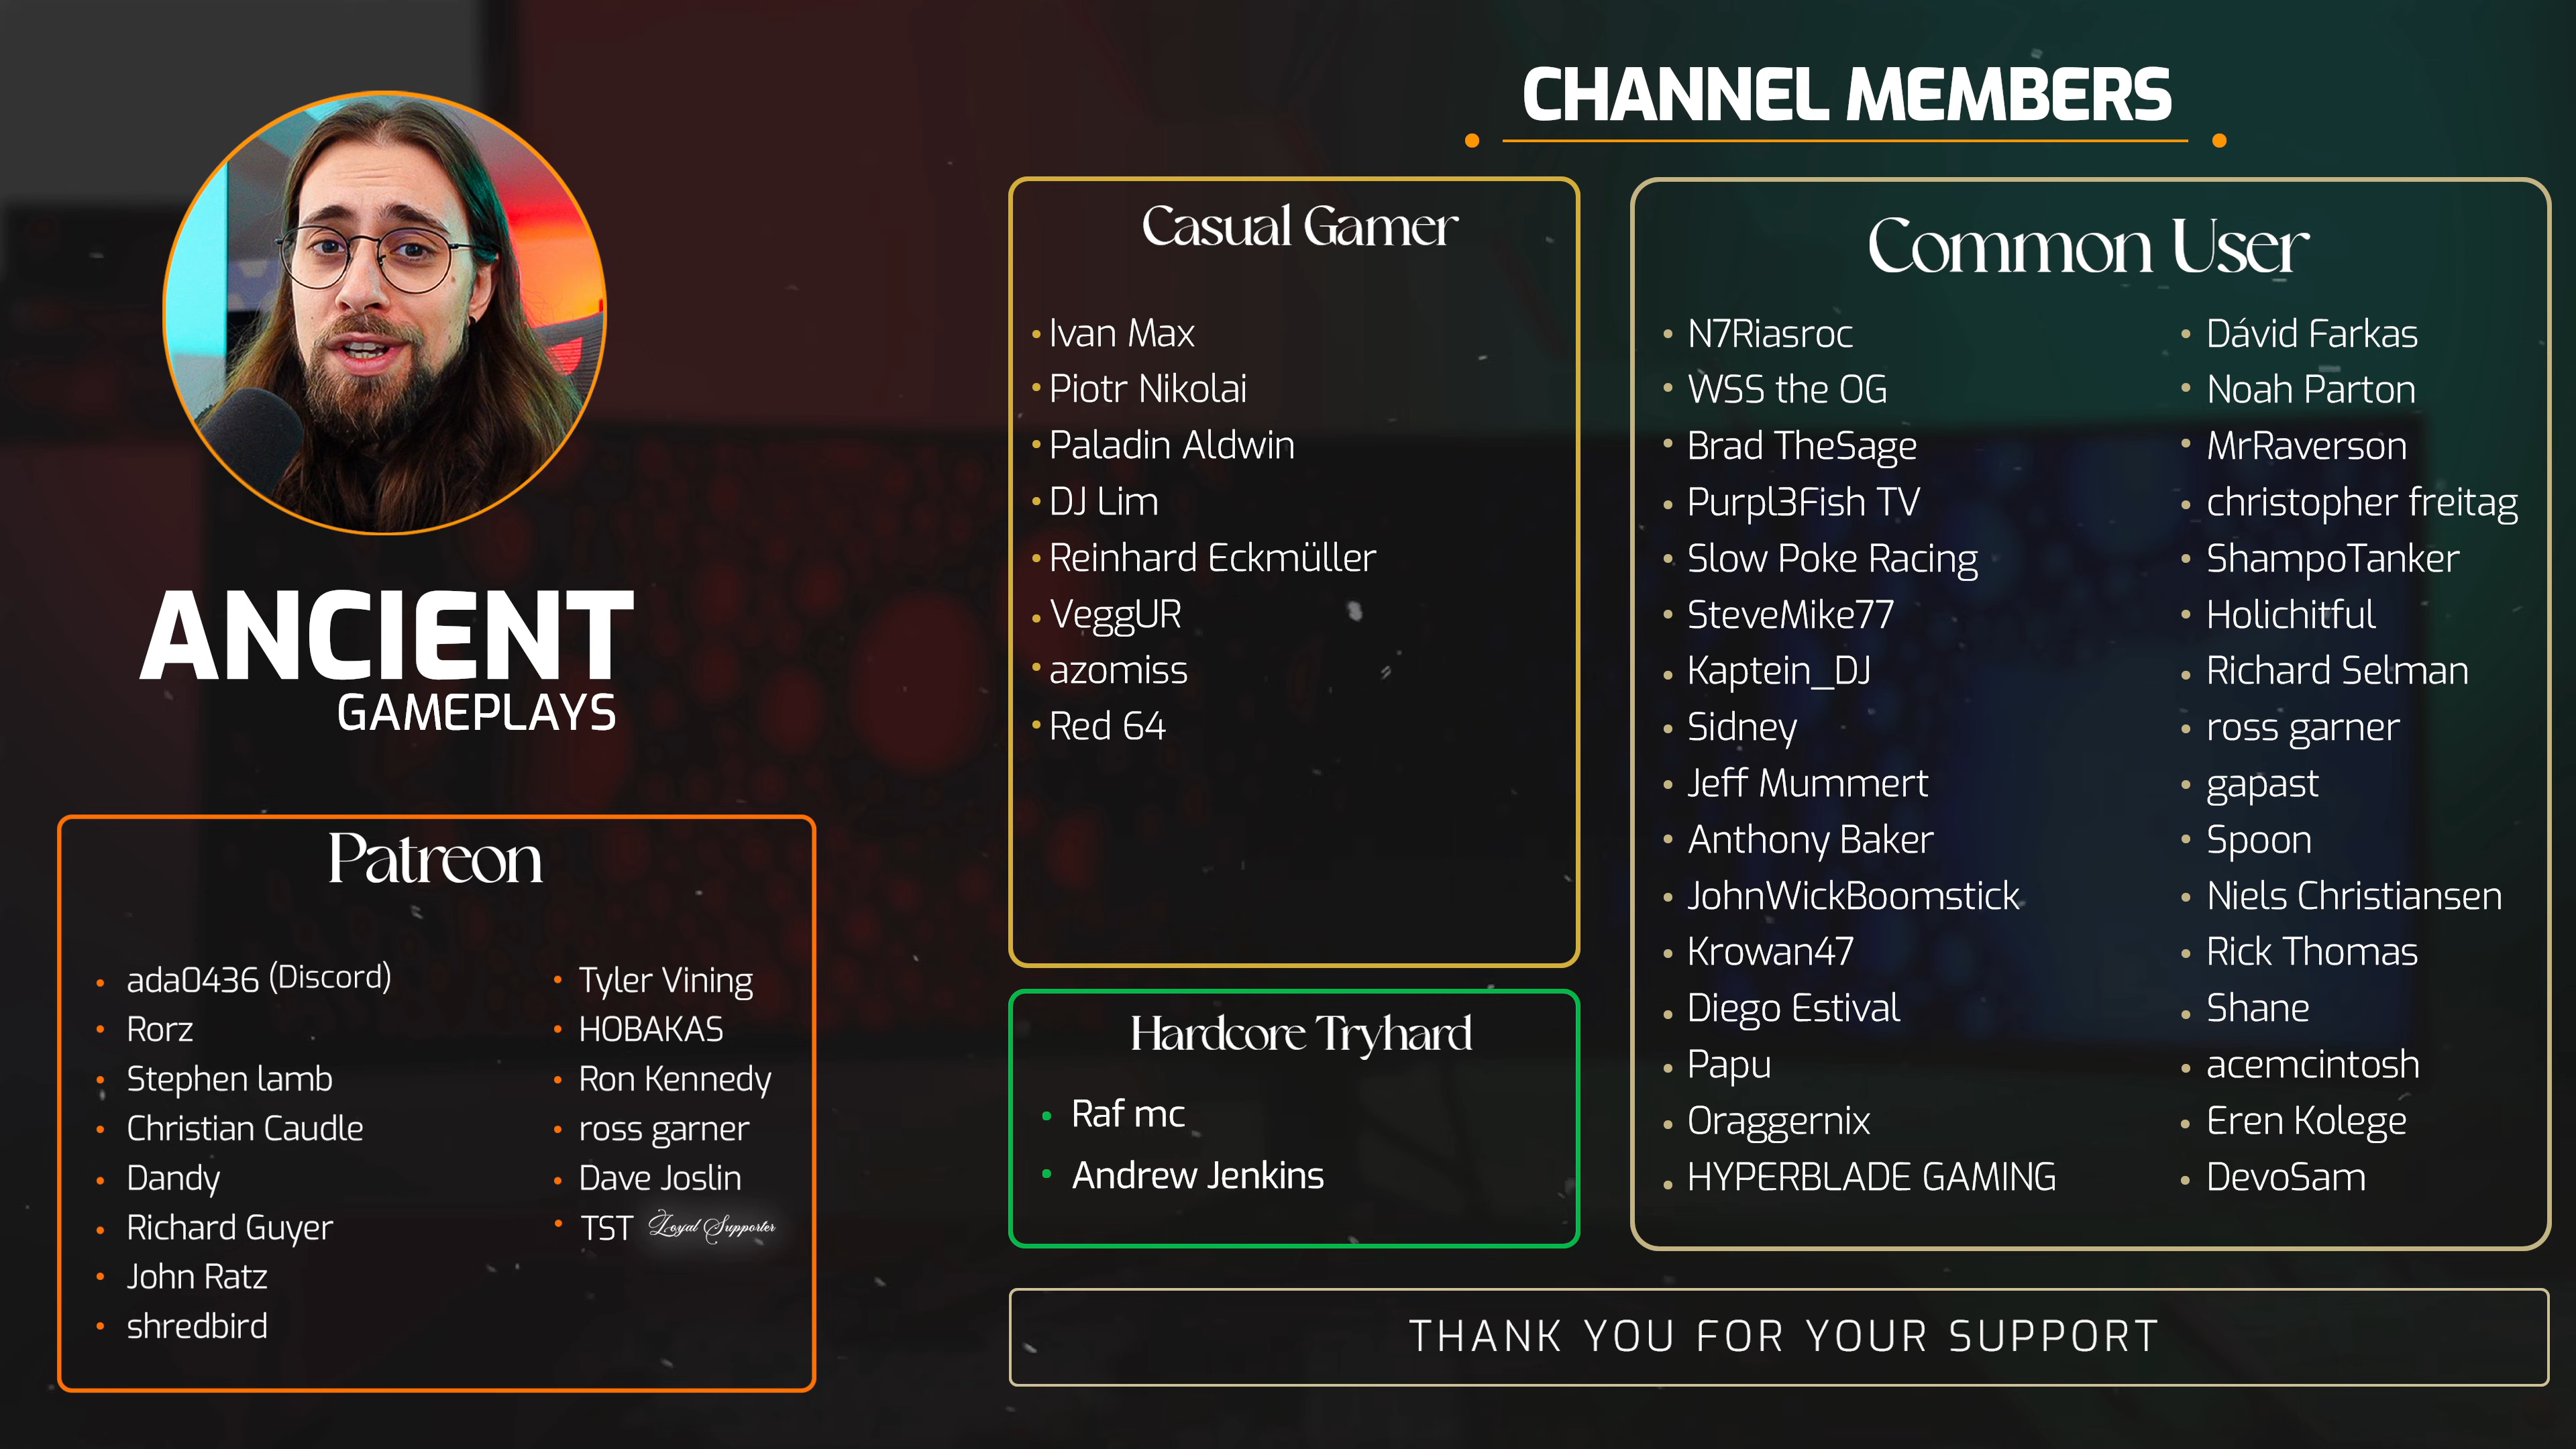 ANCIENT
GAMEPLAYS
Patreon
ada0436 (Discord)
Rorz
Stephen lamb
Christian Caudle
Dandy
Richard Guyer
John Ratz
shredbird
Tyler Vining
HOBAKAS
Ron Kennedy
ross garner
Dave Joslin
TST Loyal Supporter
CHANNEL MEMBERS
Casual Gamer
Ivan Max
Piotr Nikolai
Paladin Aldwin
DJ Lim
Reinhard Eckmüller
VeggUR
azomiss
Red 64
Hardcore Tryhard
Raf mc
Andrew Jenkins
Common User
N7Riasroc
WSS the OG
Brad TheSage
Purpl3Fish TV
Slow Poke Racing
SteveMike77
Kaptein_DJ
Sidney
Jeff Mummert
Anthony Baker
JohnWickBoomstick
Krowan47
Diego Estival
Papu
Oraggernix
HYPERBLADE GAMING
Dávid Farkas
Noah Parton
MrRaverson
christopher freitag
ShampoTanker
Holichitful
Richard Selman
ross garner
gapast
Spoon
Niels Christiansen
Rick Thomas
Shane
acemcintosh
Eren Kolege
DevoSam
THANK YOU FOR YOUR SUPPORT